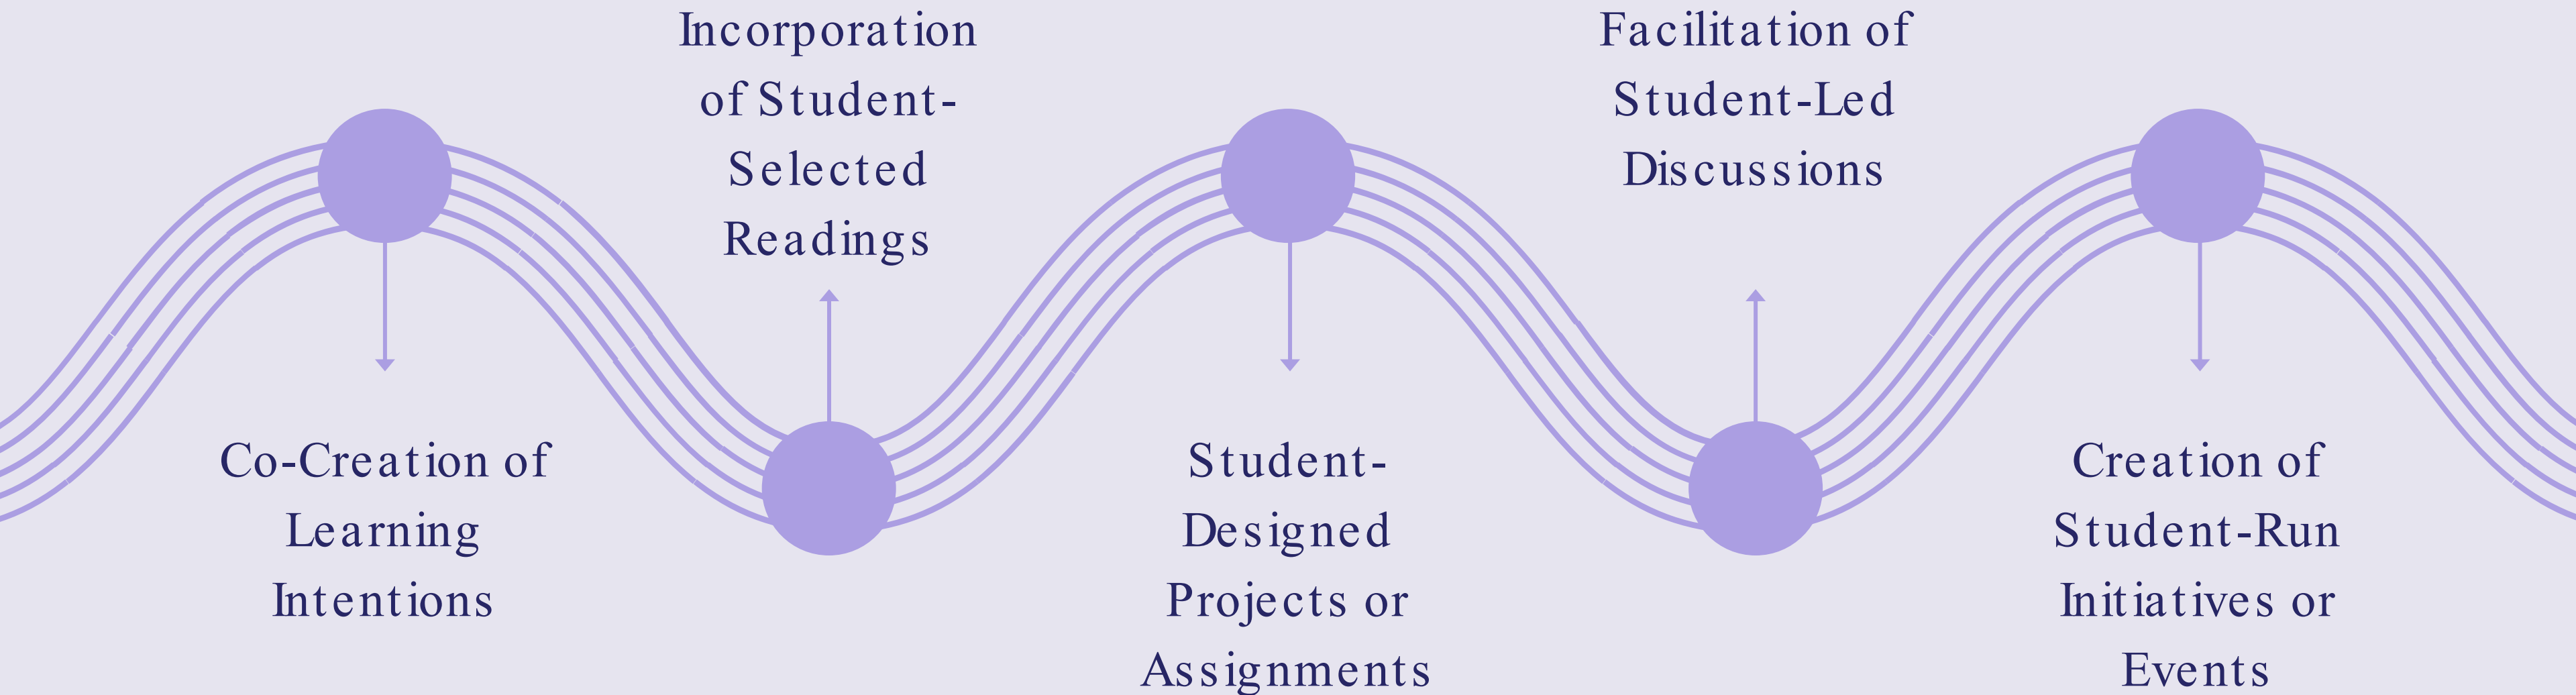 Co-Creation of
Learning
Intentions
Incorporation
of Student-
Selected
Readings
Student-
Designed
Projects or
Assignments
Facilitation of
Student-Led
Discussions
Creation of
Student-Run
Initiatives or
Events